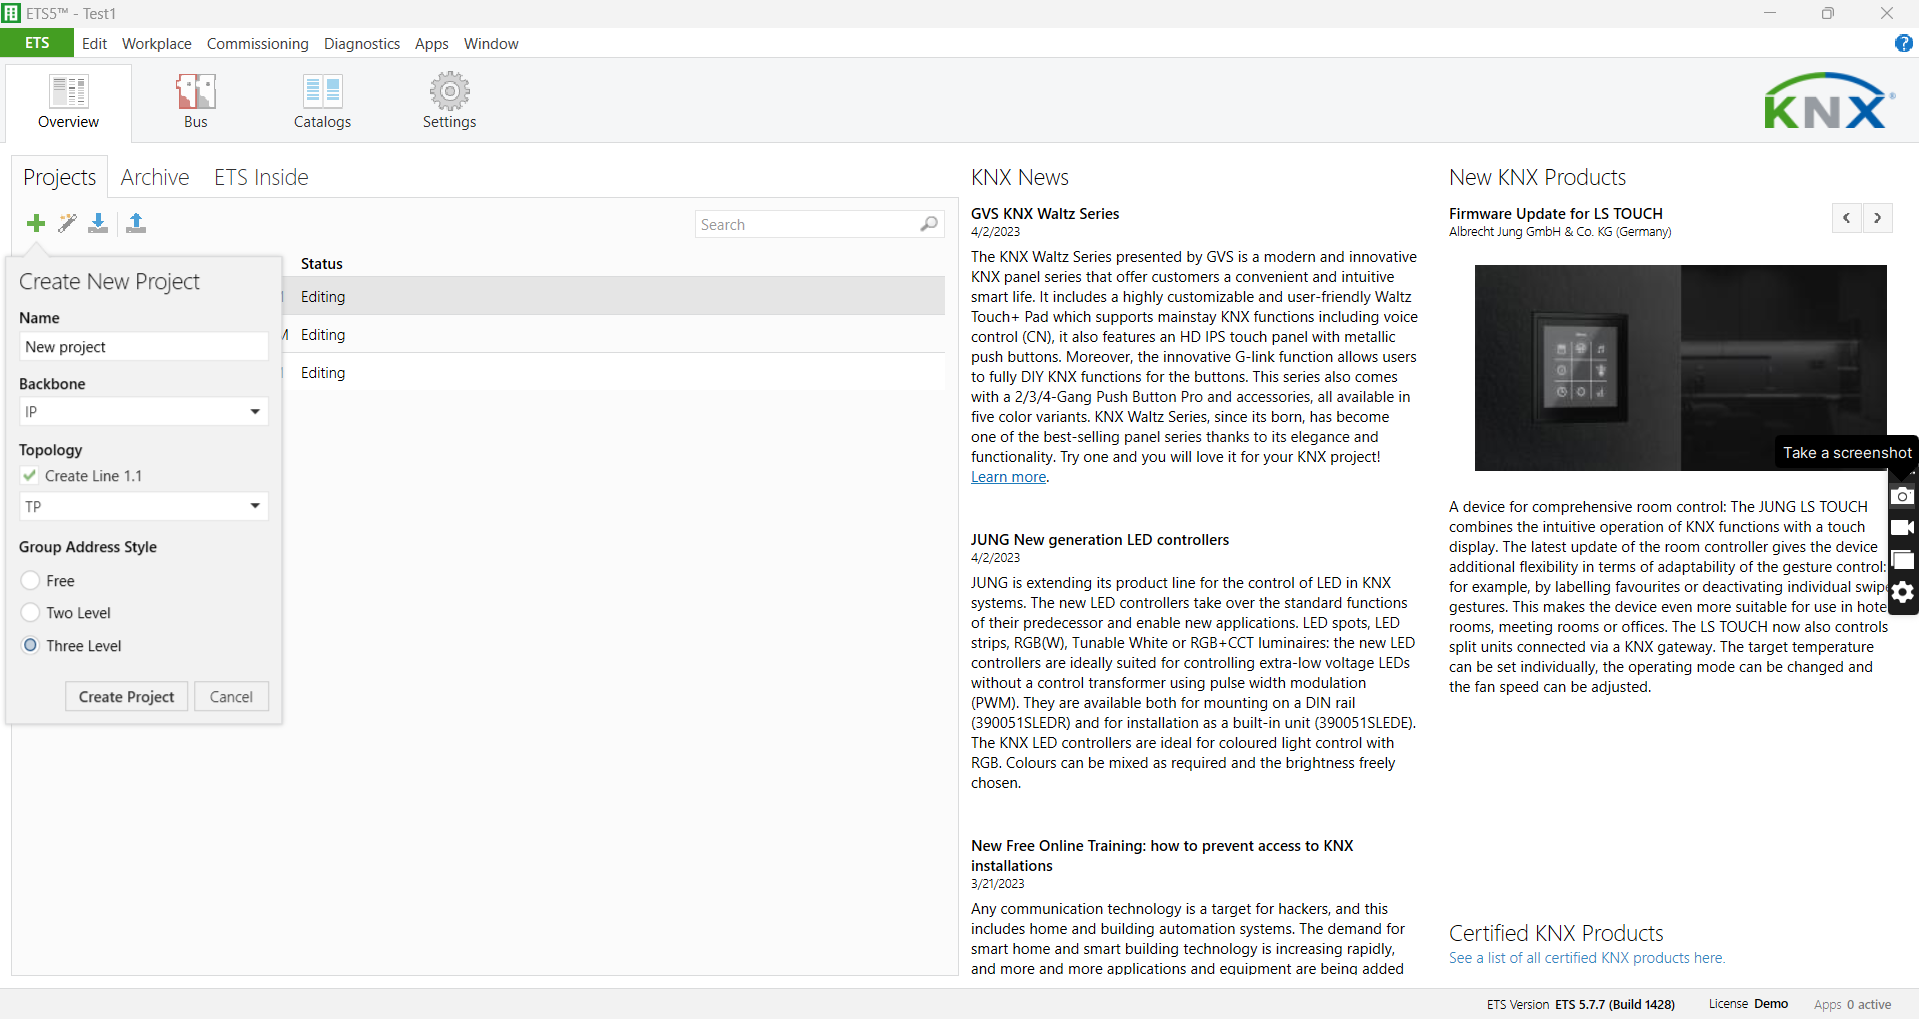 ETS5™ - Test1
ETS Edit Workplace Commissioning Diagnostics Apps Window
Overview Bus Catalogs Settings
KNX®
Projects Archive ETS Inside
Search
Status
Editing
M Editing
Editing
Create New Project
Name
New project
Backbone
IP
Topology
Create Line 1.1
TP
Group Address Style
Free
Two Level
Three Level
Create Project Cancel
KNX News
GVS KNX Waltz Series
4/2/2023
The KNX Waltz Series presented by GVS is a modern and innovative
KNX panel series that offer customers a convenient and intuitive
smart life. It includes a highly customizable and user-friendly Waltz
Touch+ Pad which supports mainstay KNX functions including voice
control (CN), it also features an HD IPS touch panel with metallic
push buttons. Moreover, the innovative G-link function allows users
to fully DIY KNX functions for the buttons. This series also comes
with a 2/3/4-Gang Push Button Pro and accessories, all available in
five color variants. KNX Waltz Series, since its born, has become
one of the best-selling panel series thanks to its elegance and
functionality. Try one and you will love it for your KNX project!
Learn more.
JUNG New generation LED controllers
4/2/2023
JUNG is extending its product line for the control of LED in KNX
systems. The new LED controllers take over the standard functions
of their predecessor and enable new applications. LED spots, LED
strips, RGB(W), Tunable White or RGB+CCT luminaires: the new LED
controllers are ideally suited for controlling extra-low voltage LEDs
without a control transformer using pulse width modulation
(PWM). They are available both for mounting on a DIN rail
(390051SLEDR) and for installation as a built-in unit (390051SLEDE).
The KNX LED controllers are ideal for coloured light control with
RGB. Colours can be mixed as required and the brightness freely
chosen.
New Free Online Training: how to prevent access to KNX
installations
3/21/2023
Any communication technology is a target for hackers, and this
includes home and building automation systems. The demand for
smart home and smart building technology is increasing rapidly,
and more and more applications and equipment are being added
New KNX Products
Firmware Update for LS TOUCH
Albrecht Jung GmbH & Co. KG (Germany)
Take a screenshot
A device for comprehensive room control: The JUNG LS TOUCH
combines the intuitive operation of KNX functions with a touch
display. The latest update of the room controller gives the device
additional flexibility in terms of adaptability of the gesture control:
for example, by labelling favourites or deactivating individual swipe
gestures. This makes the device even more suitable for use in hote
rooms, meeting rooms or offices. The LS TOUCH now also controls
split units connected via a KNX gateway. The target temperature
can be set individually, the operating mode can be changed and
the fan speed can be adjusted.
Certified KNX Products
See a list of all certified KNX products here.
ETS Version ETS 5.7.7 (Build 1428) License Demo Apps 0 active